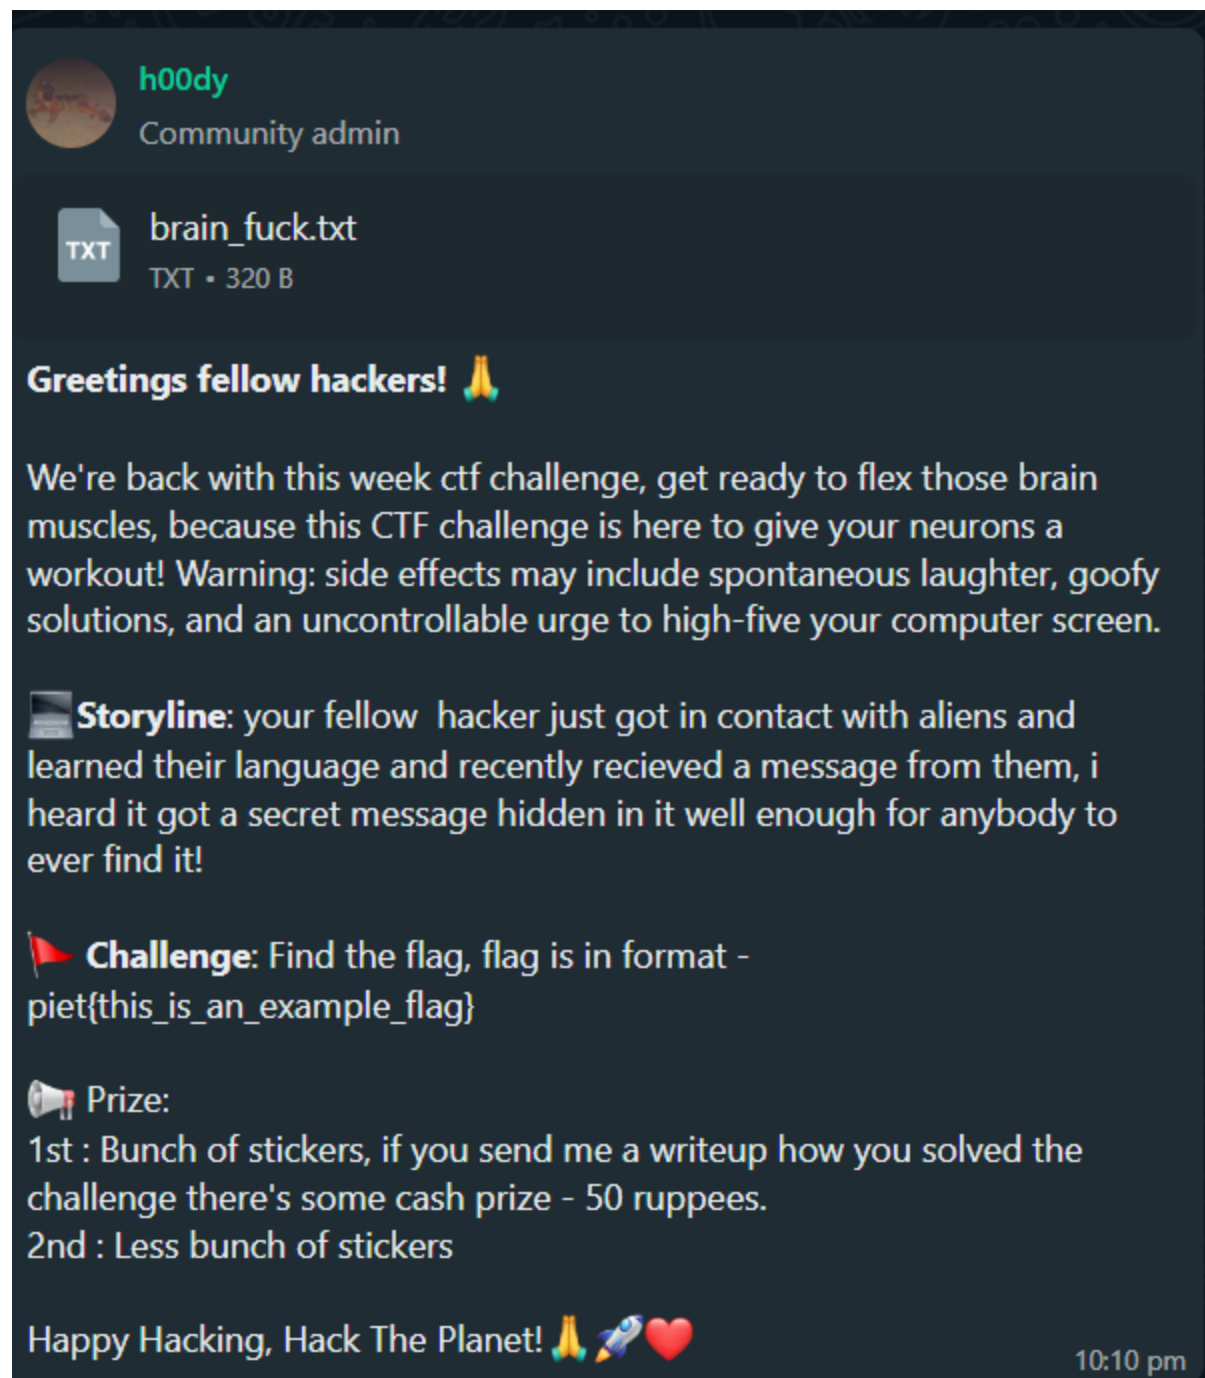 h00dy
Community admin
TXT
brain_fuck.txt
TXT • 320 B
Greetings fellow hackers! 🙏
We're back with this week ctf challenge, get ready to flex those brain
muscles, because this CTF challenge is here to give your neurons a
workout! Warning: side effects may include spontaneous laughter, goofy
solutions, and an uncontrollable urge to high-five your computer screen.
💻Storyline: your fellow  hacker just got in contact with aliens and
learned their language and recently recieved a message from them, i
heard it got a secret message hidden in it well enough for anybody to
ever find it!
🚩 Challenge: Find the flag, flag is in format -
piet{this_is_an_example_flag}
📢 Prize:
1st : Bunch of stickers, if you send me a writeup how you solved the
challenge there's some cash prize - 50 ruppees.
2nd : Less bunch of stickers
Happy Hacking, Hack The Planet!🙏🚀❤️
10:10 pm